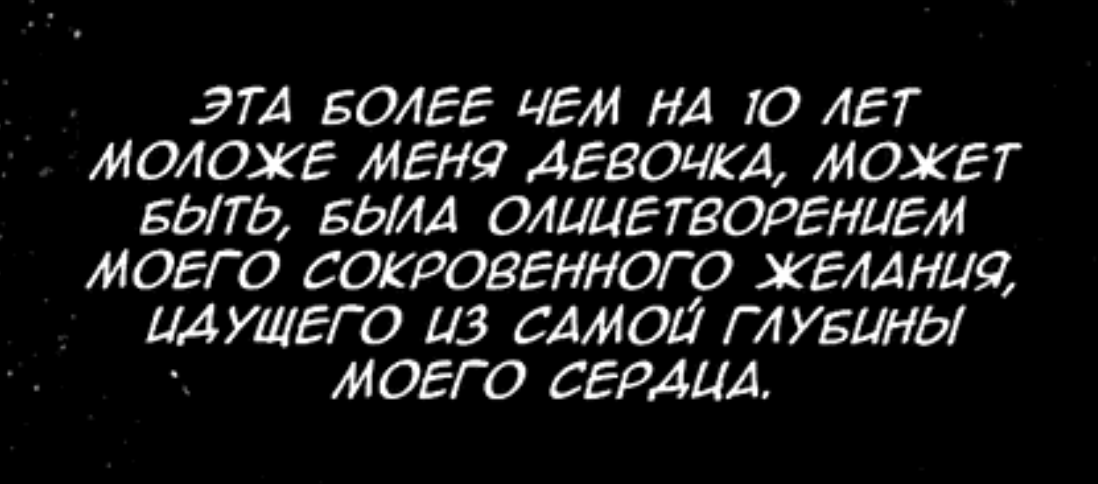 ЭТА БОЛЕЕ ЧЕМ НА 10 ЛЕТ
МОЛОЖЕ МЕНЯ ДЕВОЧКА, МОЖЕТ
БЫТЬ, БЫЛА ОЛИЦЕТВОРЕНИЕМ
МОЕГО СОКРОВЕННОГО ЖЕЛАНИЯ,
ИДУЩЕГО ИЗ САМОЙ ГЛУБИНЫ
МОЕГО СЕРДЦА.